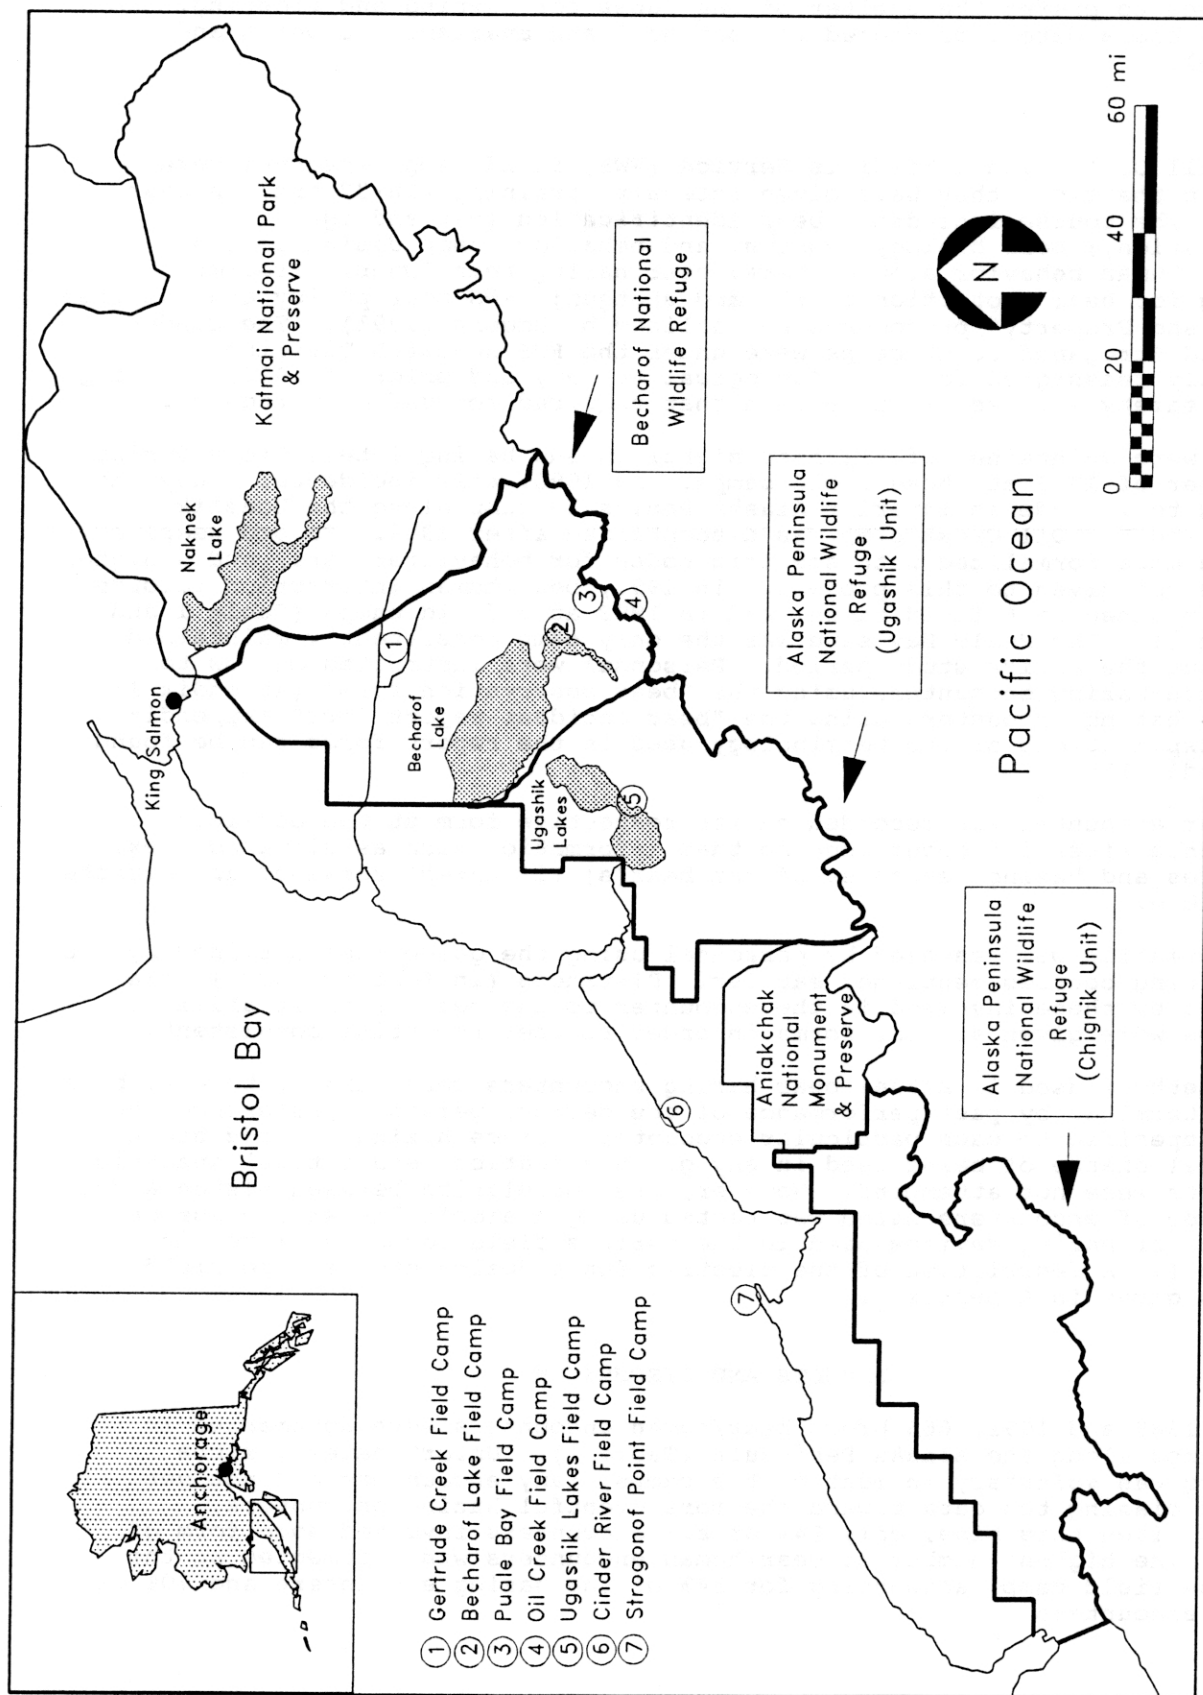 Katmai National Park
& Preserve
Naknek
Lake
King Salmon
Becharof
Lake
Ugashik
Lakes
Becharof National
Wildlife Refuge
Alaska Peninsula
National Wildlife
Refuge
(Ugashik Unit)
Alaska Peninsula
National Wildlife
Refuge
(Chignik Unit)
Aniakchak
National
Monument
& Preserve
Bristol Bay
Pacific Ocean
N
0 20 40 60 mi
Anchorage
1 Gertrude Creek Field Camp
2 Becharof Lake Field Camp
3 Puale Bay Field Camp
4 Oil Creek Field Camp
5 Ugashik Lakes Field Camp
6 Cinder River Field Camp
7 Strogonof Point Field Camp
1
2
3
4
5
6
7